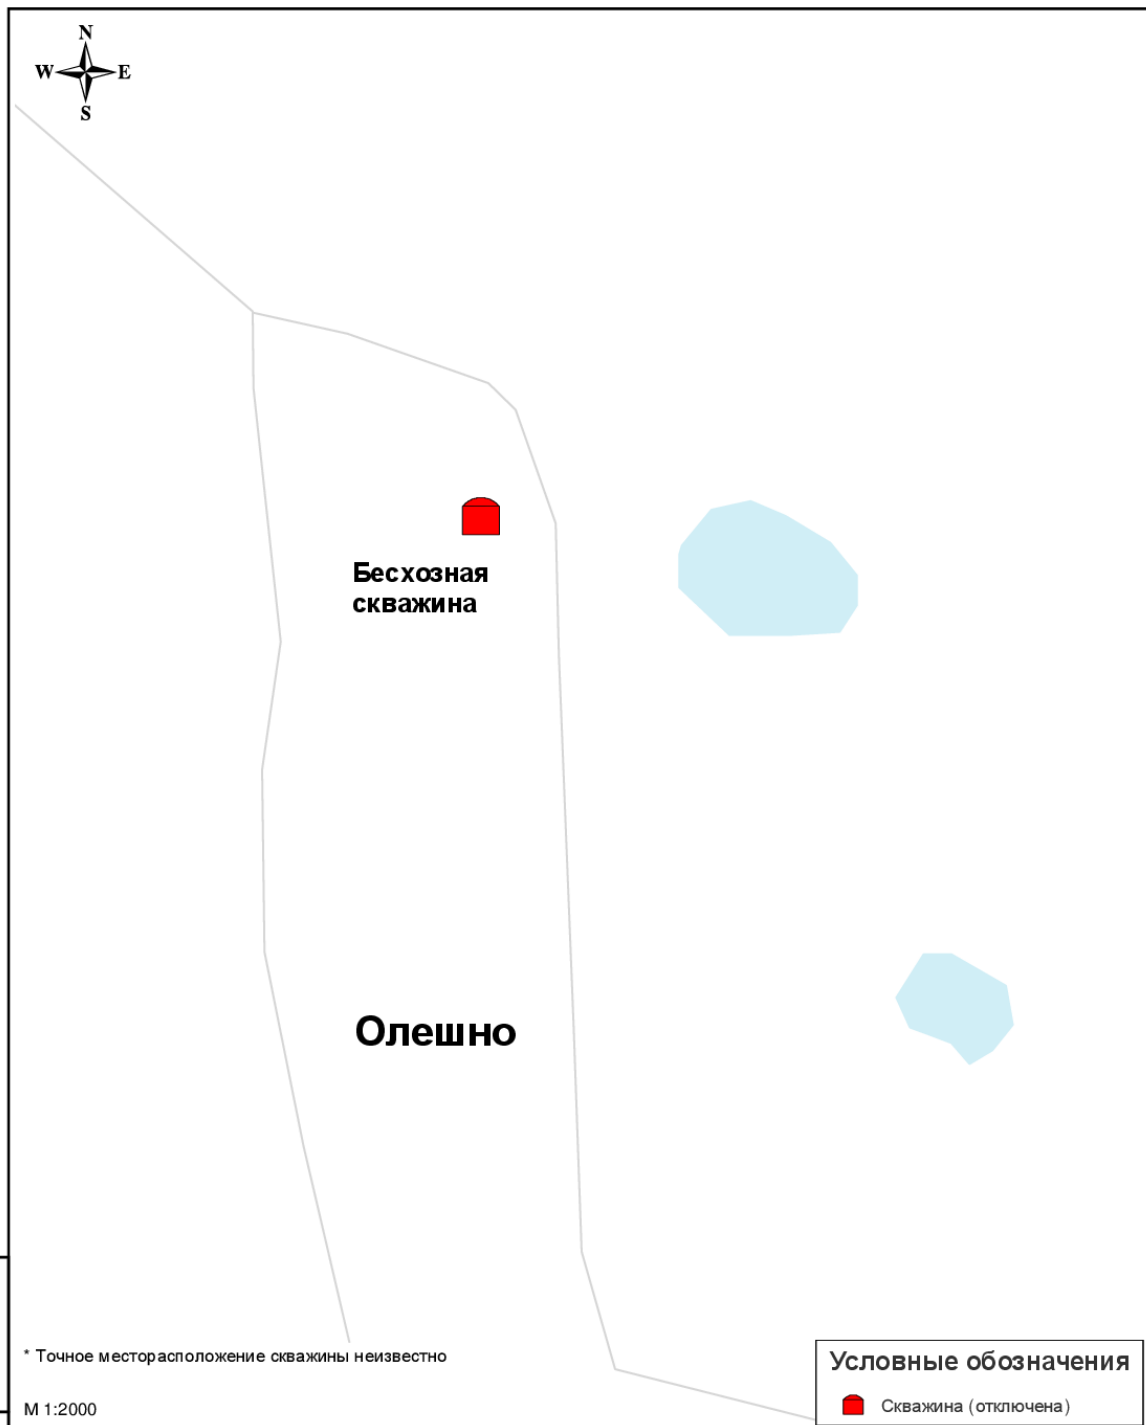 N
W E
S
Бесхозная
скважина
Олешно
* Точное месторасположение скважины неизвестно
М 1:2000
Условные обозначения
Скважина (отключена)